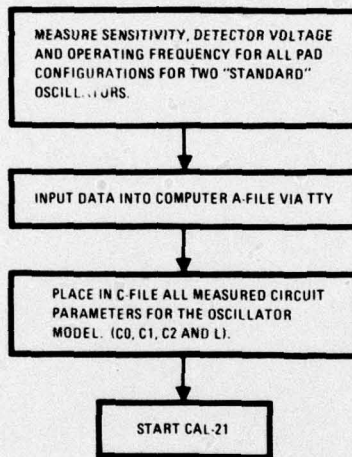 MEASURE SENSITIVITY, DETECTOR VOLTAGE
AND OPERATING FREQUENCY FOR ALL PAD
CONFIGURATIONS FOR TWO "STANDARD"
INPUT DATA INTO COMPUTER A-FILE VIA TTY
PLACE IN C-FILE ALL MEASURED CIRCUIT
PARAMETERS FOR THE OSCILLATOR
MODEL. (C0, C1, C2 AND L).
START CAL-21